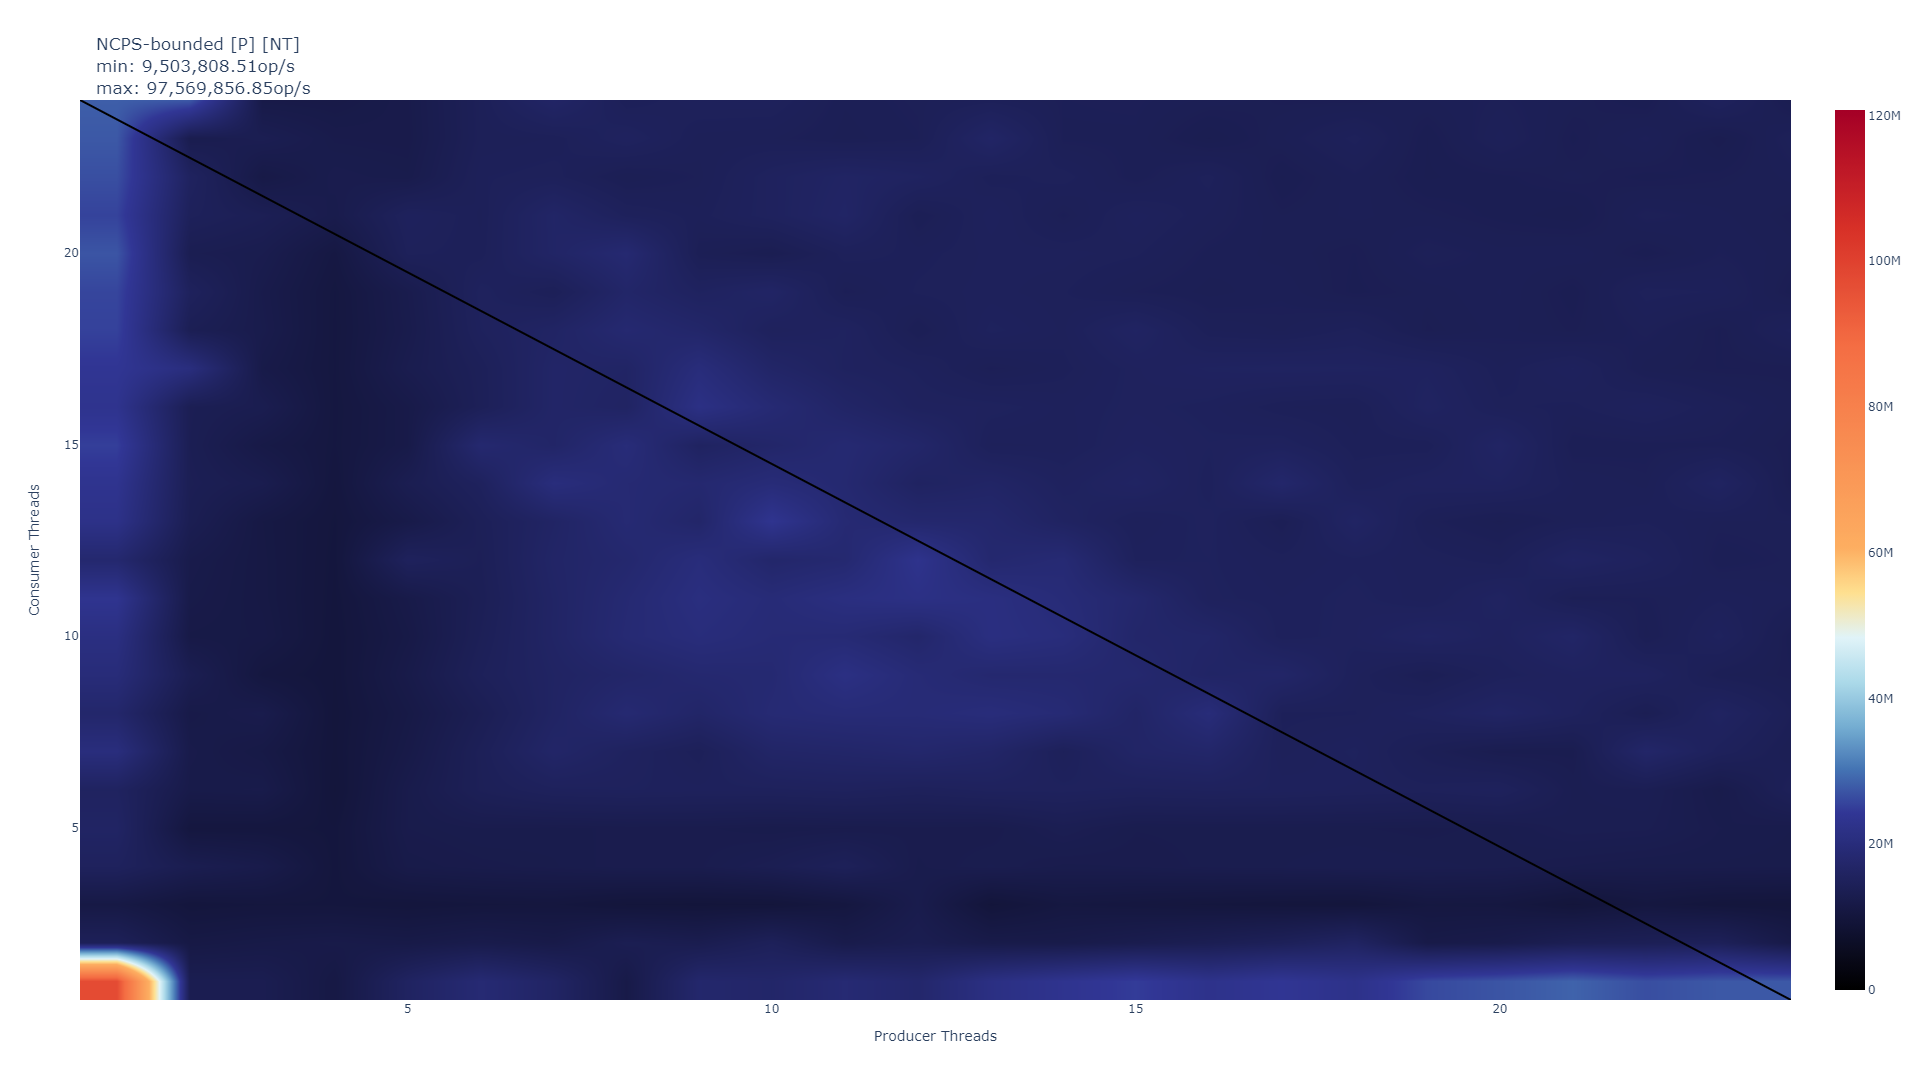 NCPS-bounded [P] [NT]
min: 9,503,808.51op/s
max: 97,569,856.85op/s
120M
100M
80M
60M
40M
20M
0
20
15
10
5
Consumer Threads
5
10
15
20
Producer Threads